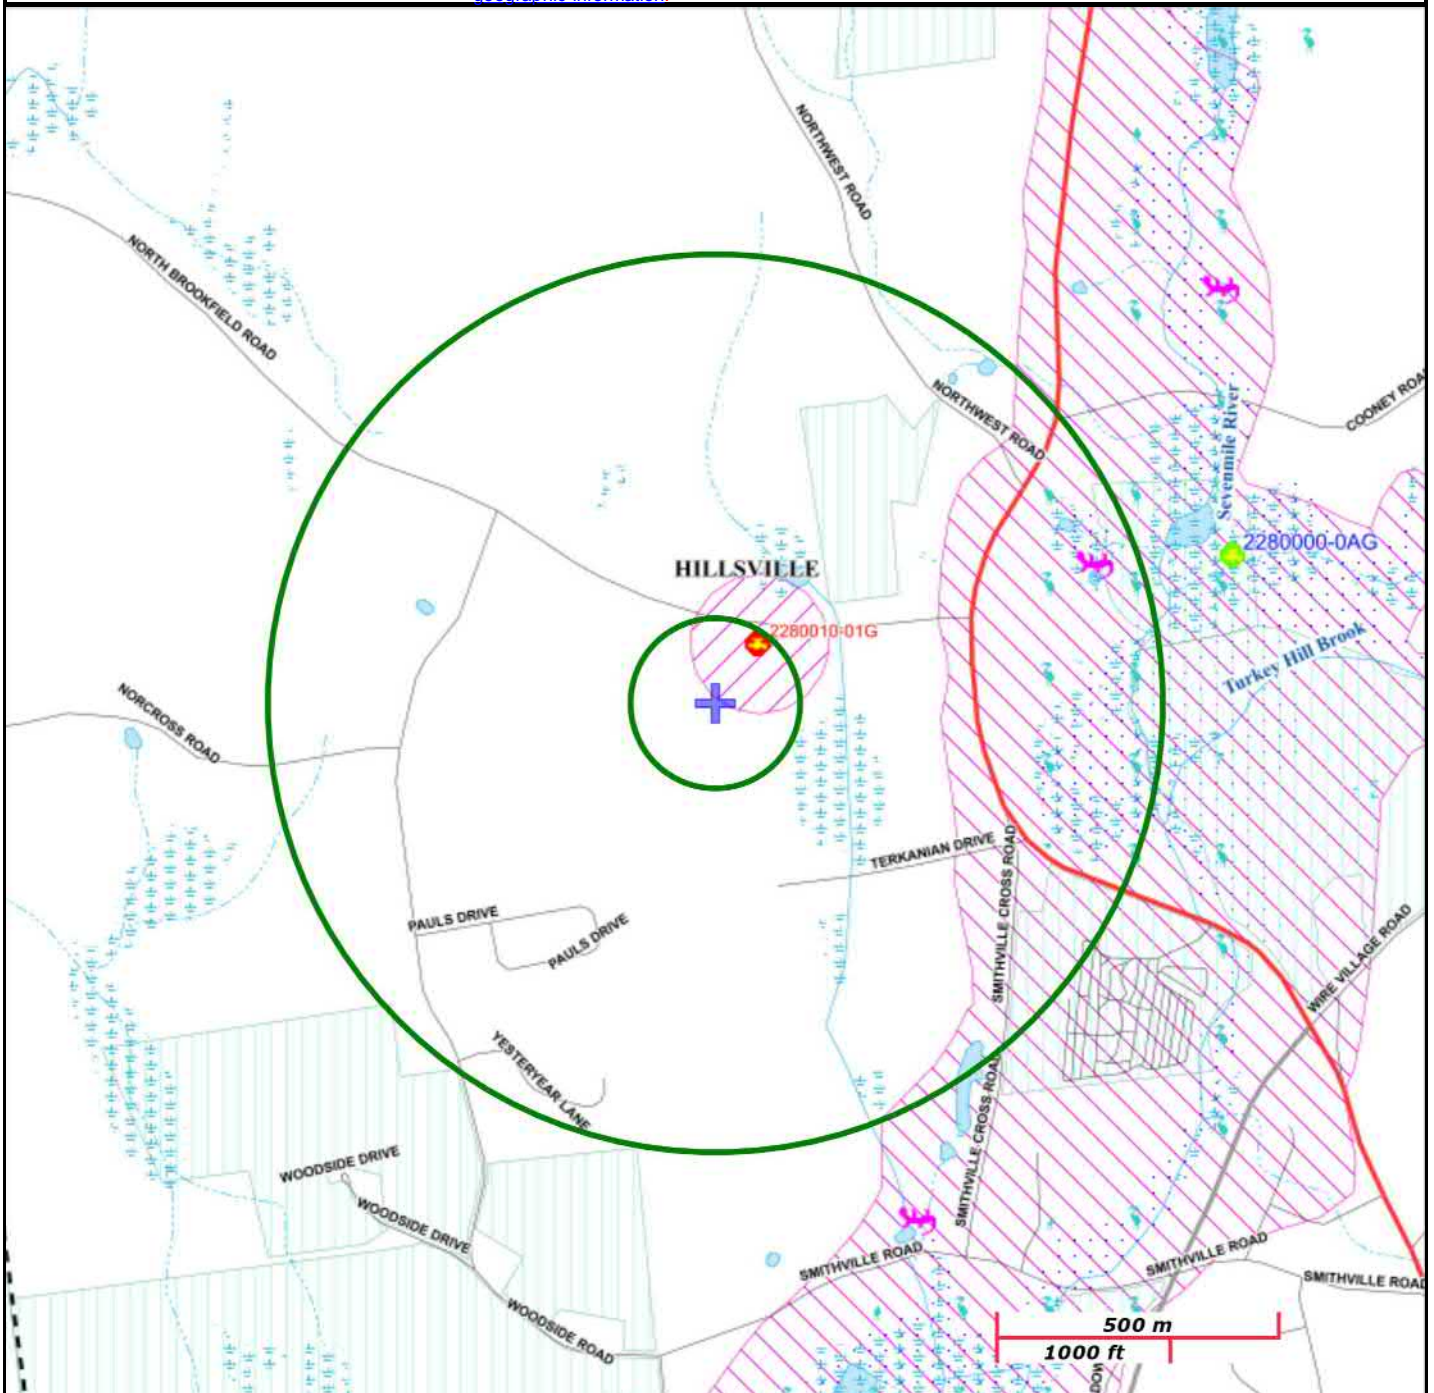 geographic information.
NORTHWEST ROAD
NORTH BROOKFIELD ROAD
COONEY ROA
NORTHWEST ROAD
Sevenmile River
2280000-0AG
HILLSVILLE
2280010-01G
Turkey Hill Brook
NORCROSS ROAD
TERKANIAN DRIVE
SMITHVILLE CROSS ROAD
PAULS DRIVE
PAULS DRIVE
WIRE VILLAGE ROAD
YESTERYEAR LANE
SMITHVILLE CROSS ROAD
WOODSIDE DRIVE
WOODSIDE DRIVE
SMITHVILLE ROAD
SMITHVILLE ROAD
SMITHVILLE ROAD
WOODSIDE ROAD
500 m
1000 ft